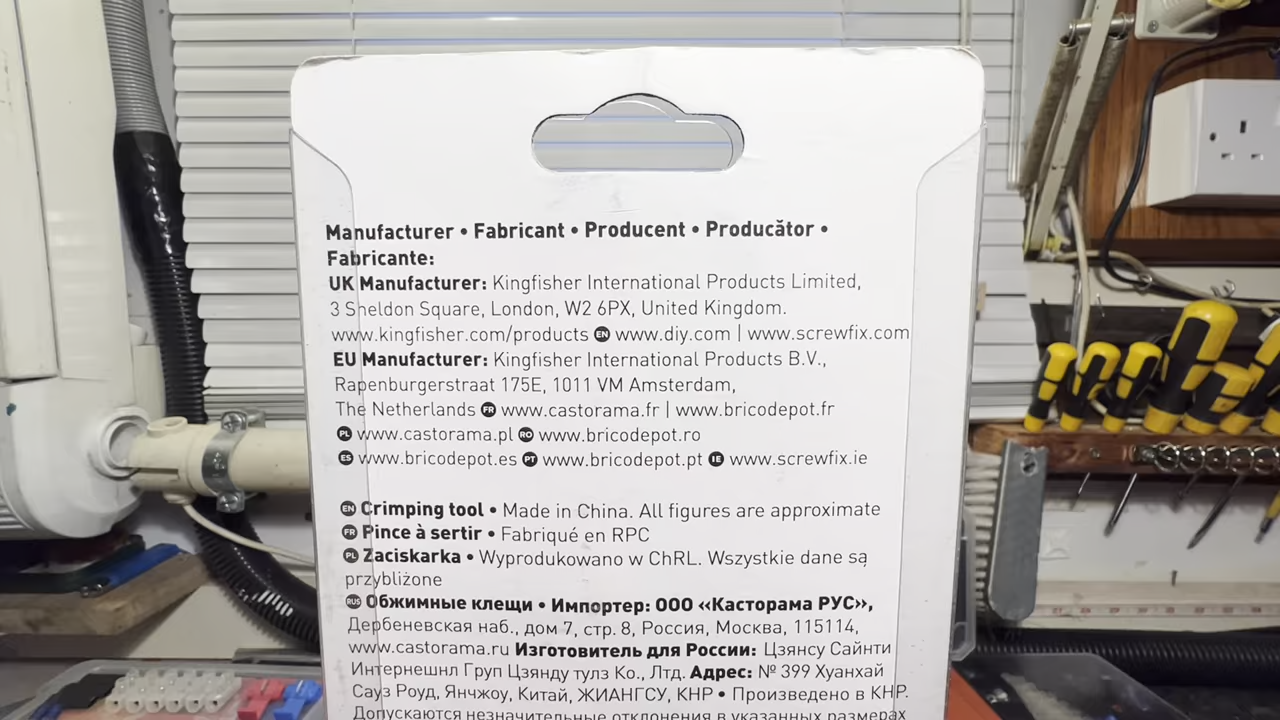 Manufacturer • Fabricant • Producent • Producător •
Fabricante:
UK Manufacturer: Kingfisher International Products Limited,
3 Sheldon Square, London, W2 6PX, United Kingdom.
www.kingfisher.com/products EN www.diy.com | www.screwfix.com
EU Manufacturer: Kingfisher International Products B.V.,
Rapenburgerstraat 175E, 1011 VM Amsterdam,
The Netherlands FR www.castorama.fr | www.bricodepot.fr
PL www.castorama.pl RO www.bricodepot.ro
ES www.bricodepot.es PT www.bricodepot.pt IE www.screwfix.ie
EN Crimping tool • Made in China. All figures are approximate
FR Pince à sertir • Fabriqué en RPC
PL Zaciskarka • Wyprodukowano w ChRL. Wszystkie dane są
przybliżone
RUS Обжимные клещи • Импортер: ООО «Касторама РУС»,
Дербеневская наб., дом 7, стр. 8, Россия, Москва, 115114,
www.castorama.ru Изготовитель для России: Цзянсу Сайнти
Интернешнл Груп Цзянду тулз Ко., Лтд. Адрес: № 399 Хуанхай
Сауз Роуд, Янчжоу, Китай, ЖИАНГСУ, КНР • Произведено в КНР.
Допускаются незначительные отклонения в указанных размерах